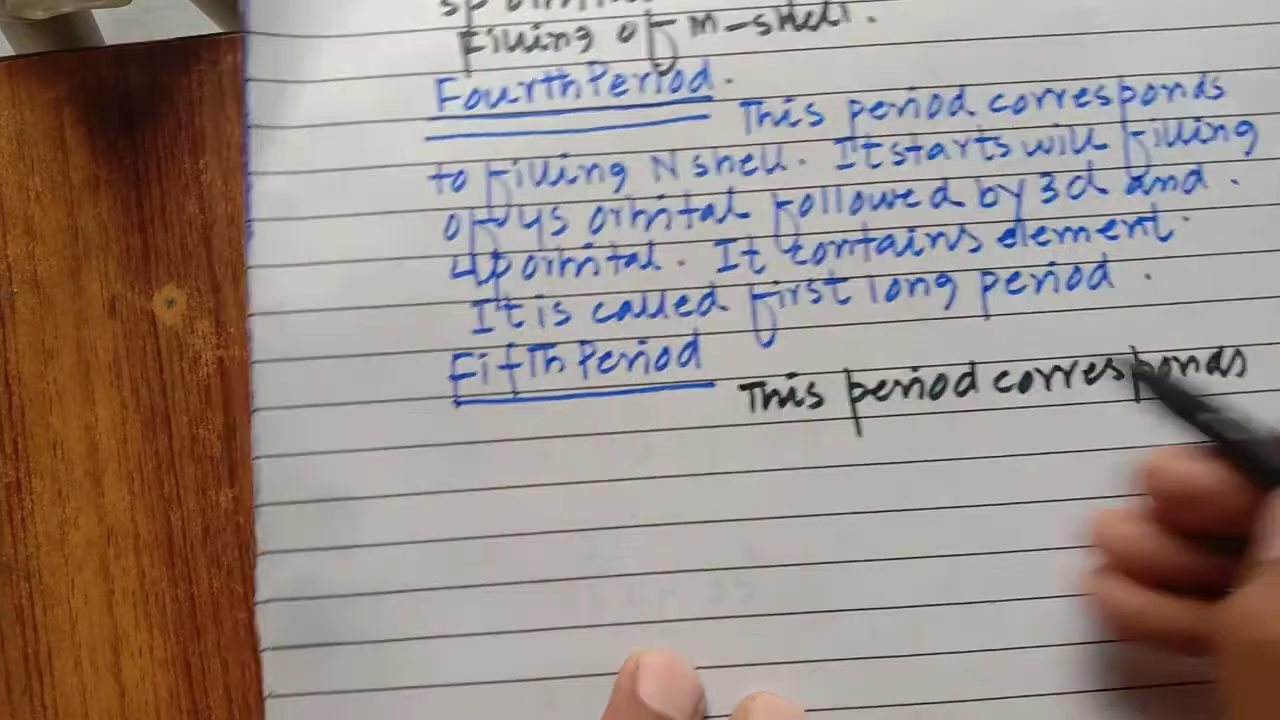 Filling of M-shell.
Fourth Period.
This period corresponds
to filling N shell. It starts will filling
of 4s orbital followed by 3d and.
4p orbital. It contains element.
It is called first long period.
Fifth Period
This period corresponds